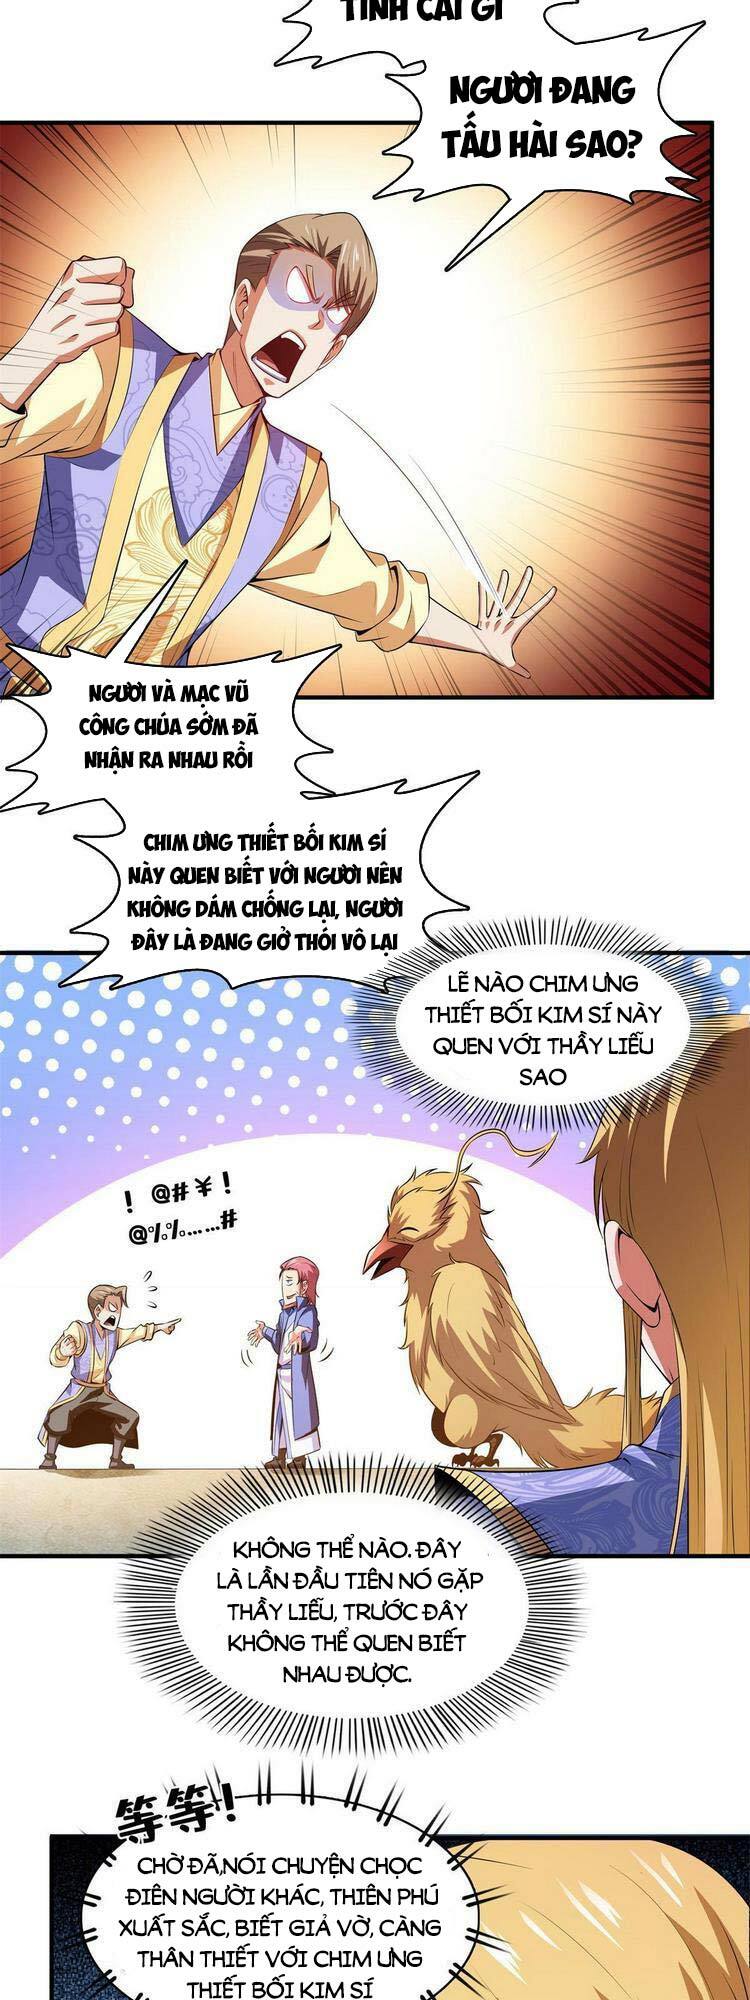 TÍNH CÁI GÌ
NGƯƠI ĐANG
TẤU HÀI SAO?
NGƯƠI VÀ MẠC VŨ
CÔNG CHÚA SỚM ĐÃ
NHẬN RA NHAU RỒI
CHIM ƯNG THIẾT BỐI KIM SÍ
NÀY QUEN BIẾT VỚI NGƯƠI NÊN
KHÔNG DÁM CHỐNG LẠI, NGƯƠI
ĐÂY LÀ ĐANG GIỞ THÓI VÔ LẠI
LẼ NÀO CHIM ƯNG
THIẾT BỐI KIM SÍ NÀY
QUEN VỚI THẦY LIỄU
SAO
! @#¥!
@%%……#
KHÔNG THỂ NÀO. ĐÂY
LÀ LẦN ĐẦU TIÊN NÓ GẶP
THẦY LIỄU, TRƯỚC ĐÂY
KHÔNG THỂ QUEN BIẾT
NHAU ĐƯỢC.
等等!
CHỜ ĐÃ,NÓI CHUYỆN CHỌC
ĐIÊN NGƯỜI KHÁC, THIÊN PHÚ
XUẤT SẮC, BIẾT GIẢ VỜ, CÀNG
THÂN THIẾT VỚI CHIM ƯNG
THIẾT BỐI KIM SÍ